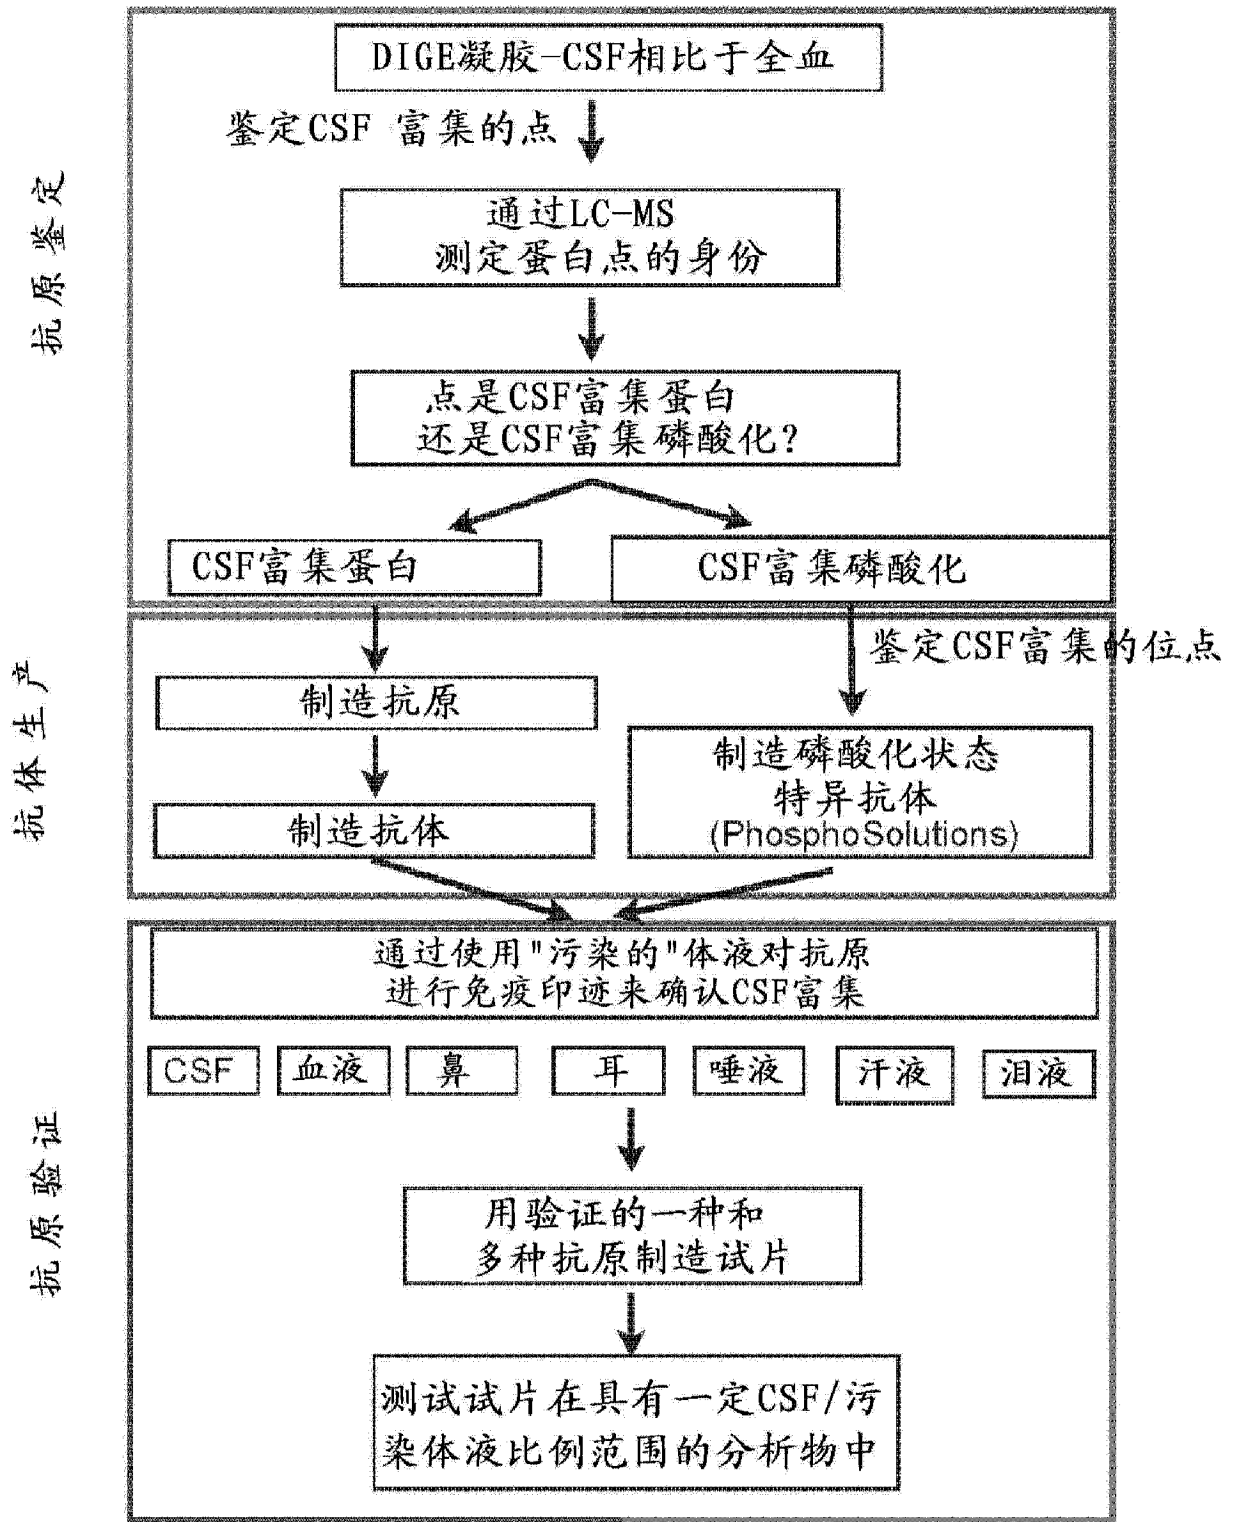 DIGE凝胶-CSF相比于全血
鉴定CSF 富集的点
通过LC-MS
测定蛋白点的身份
点是CSF富集蛋白
还是CSF富集磷酸化?
CSF富集蛋白
CSF富集磷酸化
抗原鉴定
鉴定CSF富集的位点
制造抗原
制造抗体
制造磷酸化状态
特异抗体
(PhosphoSolutions)
抗体生产
通过使用"污染的"体液对抗原
进行免疫印迹来确认CSF富集
CSF
血液
鼻
耳
唾液
汗液
泪液
用验证的一种和
多种抗原制造试片
测试试片在具有一定CSF/污
染体液比例范围的分析物中
抗原验证